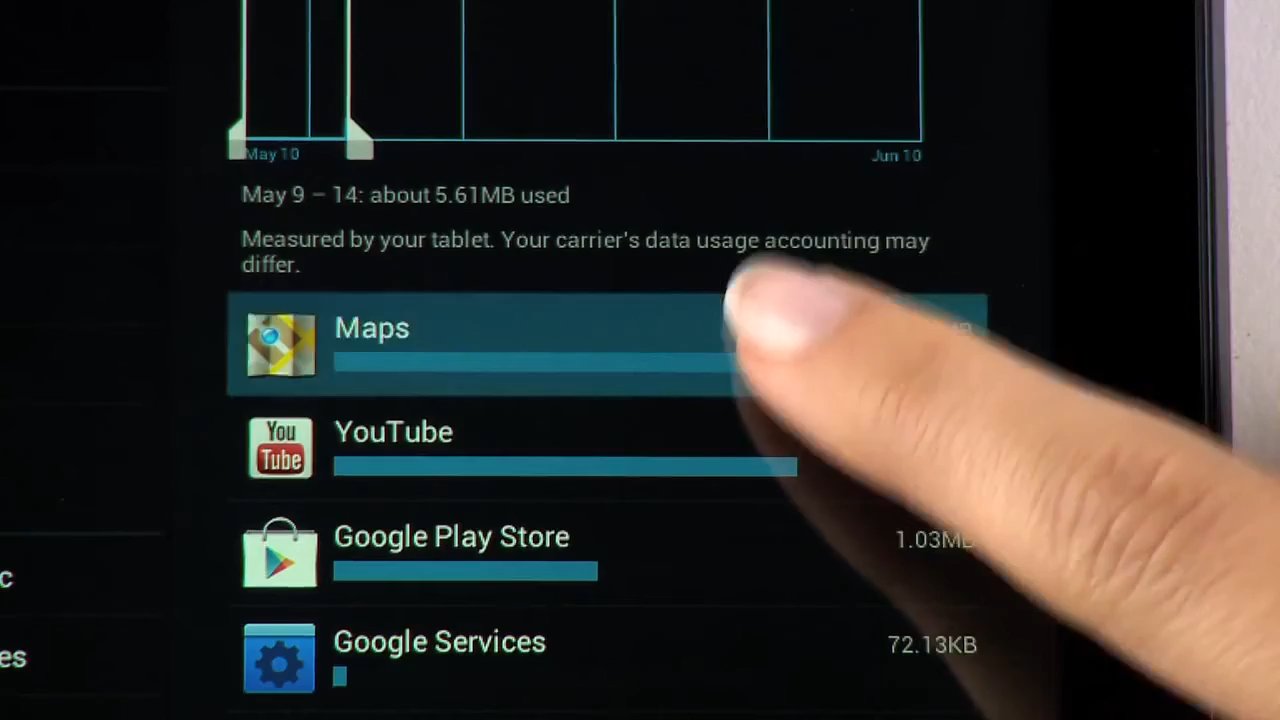 May 10
Jun 10
May 9 – 14: about 5.61MB used
Measured by your tablet. Your carrier's data usage accounting may
differ.
Maps
You
Tube
YouTube
Google Play Store
1.03MB
Google Services
72.13KB
c
es